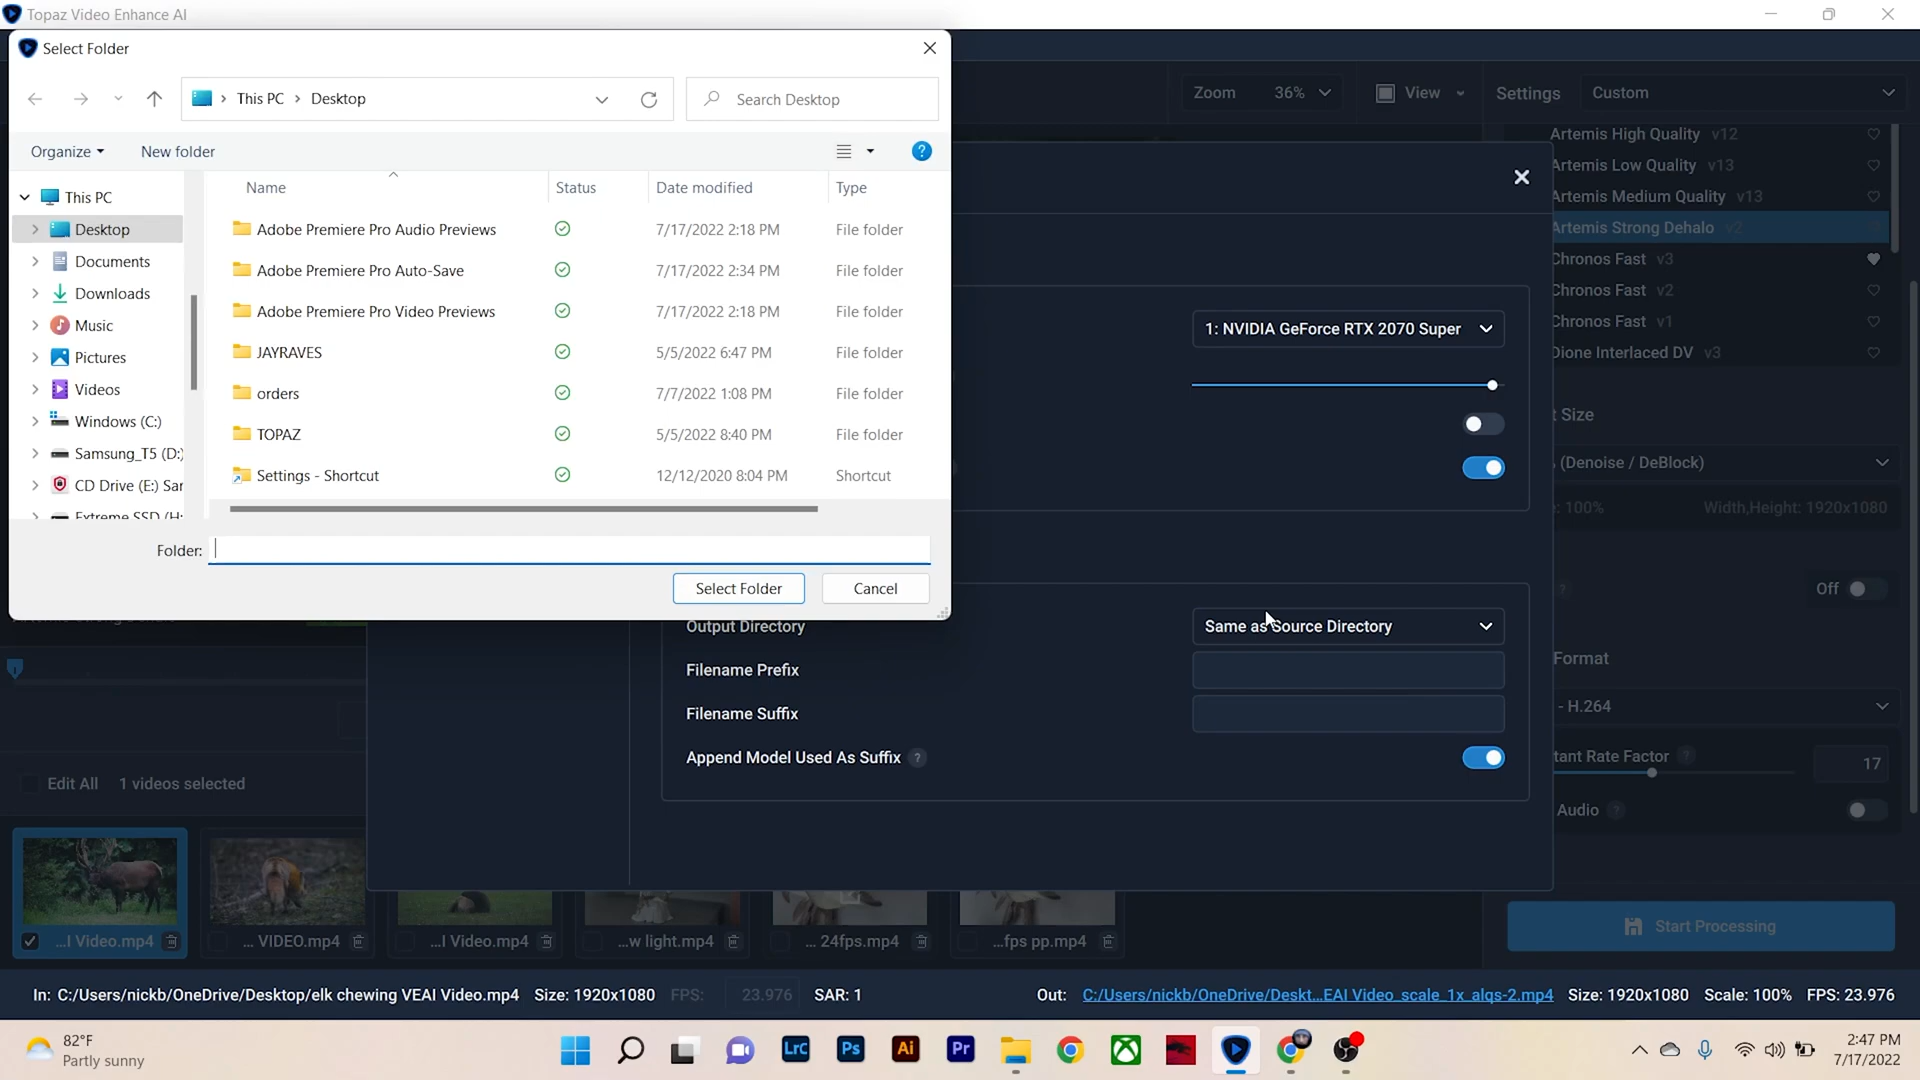 Topaz Video Enhance AI
Select Folder
This PC > Desktop
Search Desktop
Zoom 36% View Settings Custom
Organize New folder
Name Status Date modified Type
This PC
Desktop
Documents
Downloads
Music
Pictures
Videos
Windows (C:)
Samsung_T5 (D:)
CD Drive (E:) Sar
Extreme SSD (H:
Adobe Premiere Pro Audio Previews 7/17/2022 2:18 PM File folder
Adobe Premiere Pro Auto-Save 7/17/2022 2:34 PM File folder
Adobe Premiere Pro Video Previews 7/17/2022 2:18 PM File folder
JAYRAVES 5/5/2022 6:47 PM File folder
orders 7/7/2022 1:08 PM File folder
TOPAZ 5/5/2022 8:40 PM File folder
Settings - Shortcut 12/12/2020 8:04 PM Shortcut
Folder:
Select Folder Cancel
Artemis High Quality v12
Artemis Low Quality v13
Artemis Medium Quality v13
Artemis Strong Dehalo v2
Chronos Fast v3
Chronos Fast v2
Chronos Fast v1
Dione Interlaced DV v3
1: NVIDIA GeForce RTX 2070 Super
t Size
(Denoise / DeBlock)
: 100% Width,Height: 1920x1080
Off
Output Directory Same as Source Directory
Filename Prefix
Filename Suffix
Append Model Used As Suffix ?
Format
- H.264
tant Rate Factor ? 17
Audio ?
Edit All 1 videos selected
...l Video.mp4
... VIDEO.mp4
...l Video.mp4
...w light.mp4
... 24fps.mp4
...fps pp.mp4
Start Processing
In: C:/Users/nickb/OneDrive/Desktop/elk chewing VEAI Video.mp4 Size: 1920x1080 FPS: 23.976 SAR: 1 Out: C:/Users/nickb/OneDrive/Deskt...EAI Video_scale_1x_alqs-2.mp4 Size: 1920x1080 Scale: 100% FPS: 23.976
82°F
Partly sunny
LrC Ps Ai Pr
2:47 PM
7/17/2022